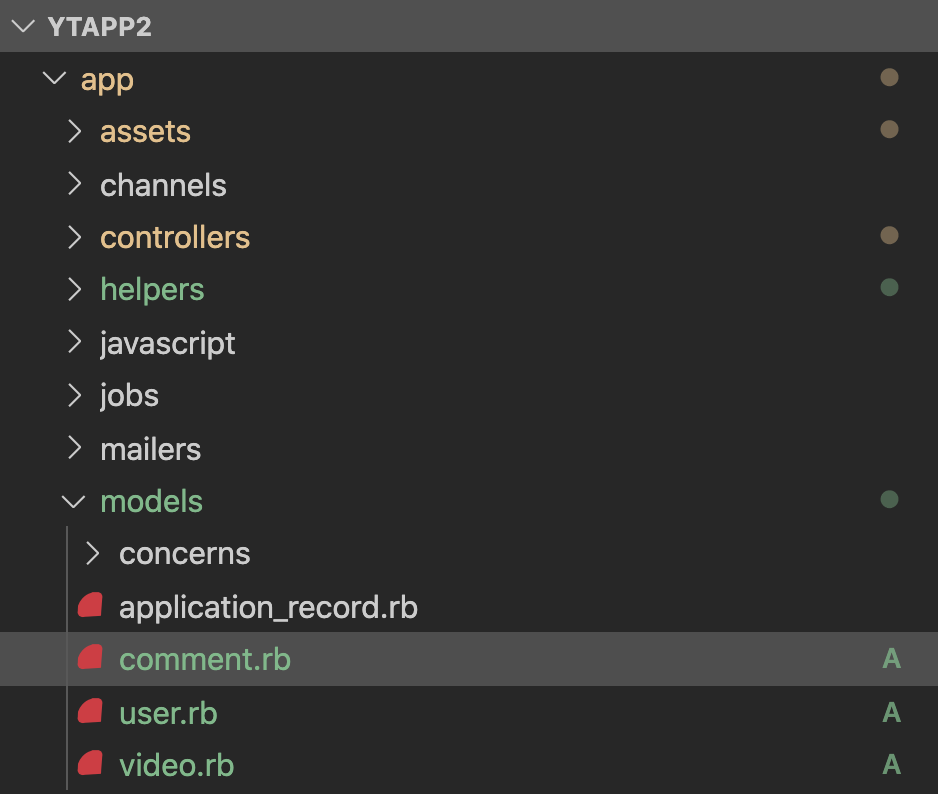 YTAPP2
app
assets
channels
controllers
helpers
javascript
jobs
mailers
models
concerns
application_record.rb
comment.rb A
user.rb A
video.rb A